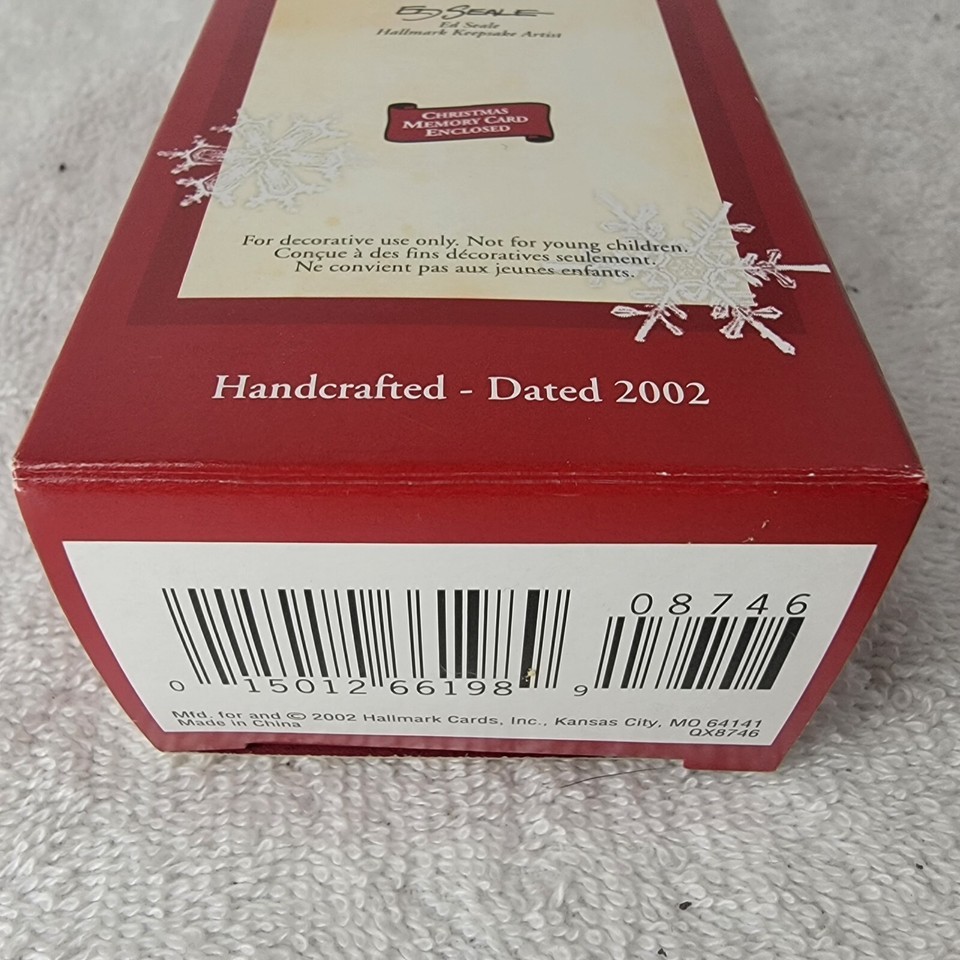 Ed Seale
Ed Seale
Hallmark Keepsake Artist
CHRISTMAS
MEMORY CARD
ENCLOSED
For decorative use only. Not for young children.
Conçue à des fins décoratives seulement.
Ne convient pas aux jeunes enfants.
Handcrafted - Dated 2002
08746
0 15012 66198 9
Mfd. for and © 2002 Hallmark Cards, Inc., Kansas City, MO 64141
Made in China
QX8746